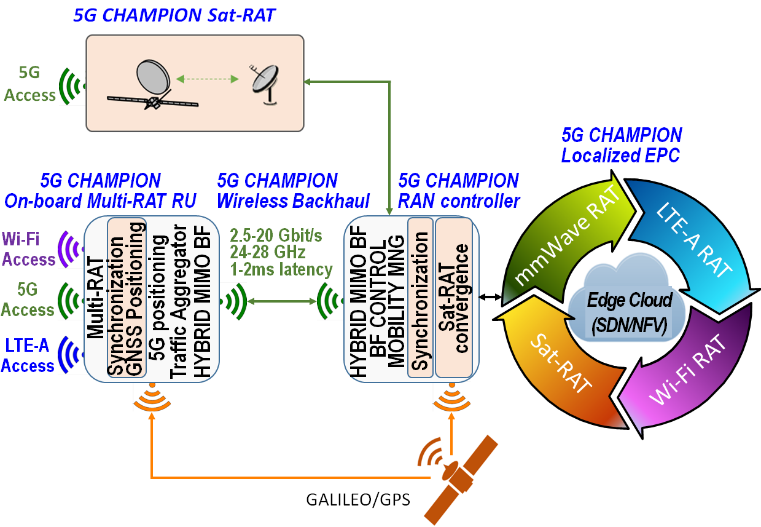 5G CHAMPION Sat-RAT
5G
Access
5G CHAMPION
On-board Multi-RAT RU
5G CHAMPION
Wireless Backhaul
5G CHAMPION
RAN controller
5G CHAMPION
Localized EPC
Wi-Fi
Access
5G
Access
LTE-A
Access
Multi-RAT
Synchronization
GNSS Positioning
5G positioning
Traffic Aggregator
HYBRID MIMO BF
2.5-20 Gbit/s
24-28 GHz
1-2ms latency
HYBRID MIMO BF
BF CONTROL
MOBILITY MNG
Synchronization
Sat-RAT
convergence
mmWave RAT
LTE-A RAT
Wi-Fi RAT
Sat-RAT
Edge Cloud
(SDN/NFV)
GALILEO/GPS